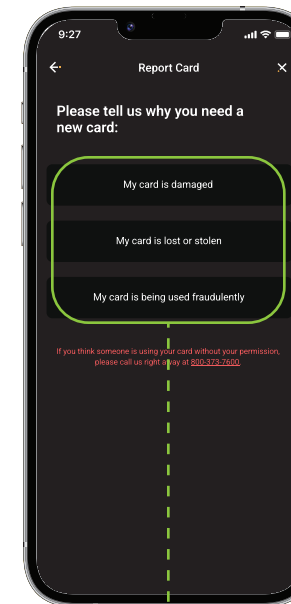 9:27
Report Card
Please tell us why you need a
new card:
My card is damaged
My card is lost or stolen
My card is being used fraudulently
If you think someone is using your card without your permission,
please call us right away at 800-373-7600.